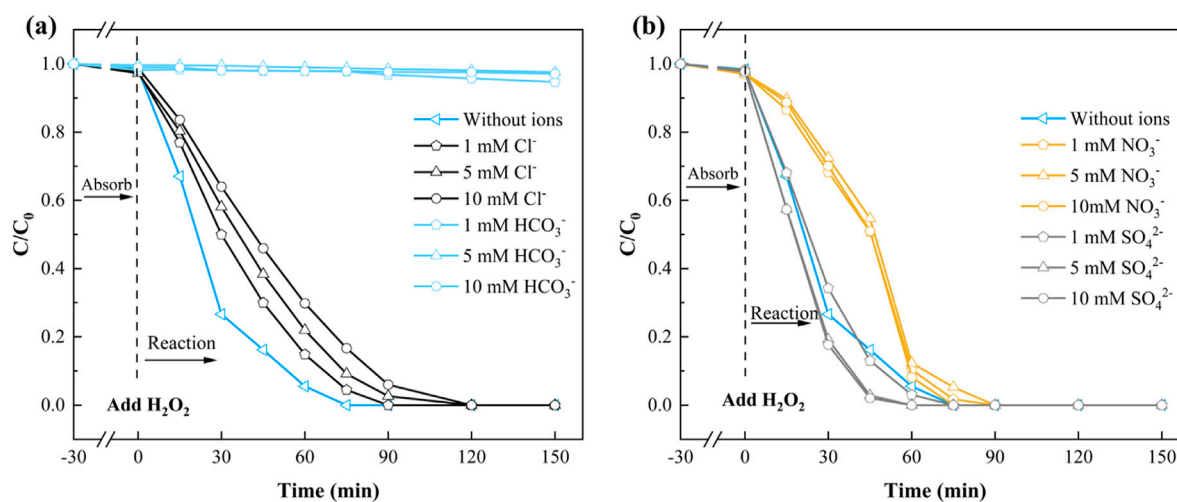 (a)
1.0
0.8
0.6
0.4
0.2
0.0
C/C₀
Absorb
Reaction
Add H₂O₂
Without ions
1 mM Cl⁻
5 mM Cl⁻
10 mM Cl⁻
1 mM HCO₃⁻
5 mM HCO₃⁻
10 mM HCO₃⁻
-30 0 30 60 90 120 150
Time (min)
(b)
1.0
0.8
0.6
0.4
0.2
0.0
C/C₀
Absorb
Reaction
Add H₂O₂
Without ions
1 mM NO₃⁻
5 mM NO₃⁻
10mM NO₃⁻
1 mM SO₄²⁻
5 mM SO₄²⁻
10 mM SO₄²⁻
-30 0 30 60 90 120 150
Time (min)